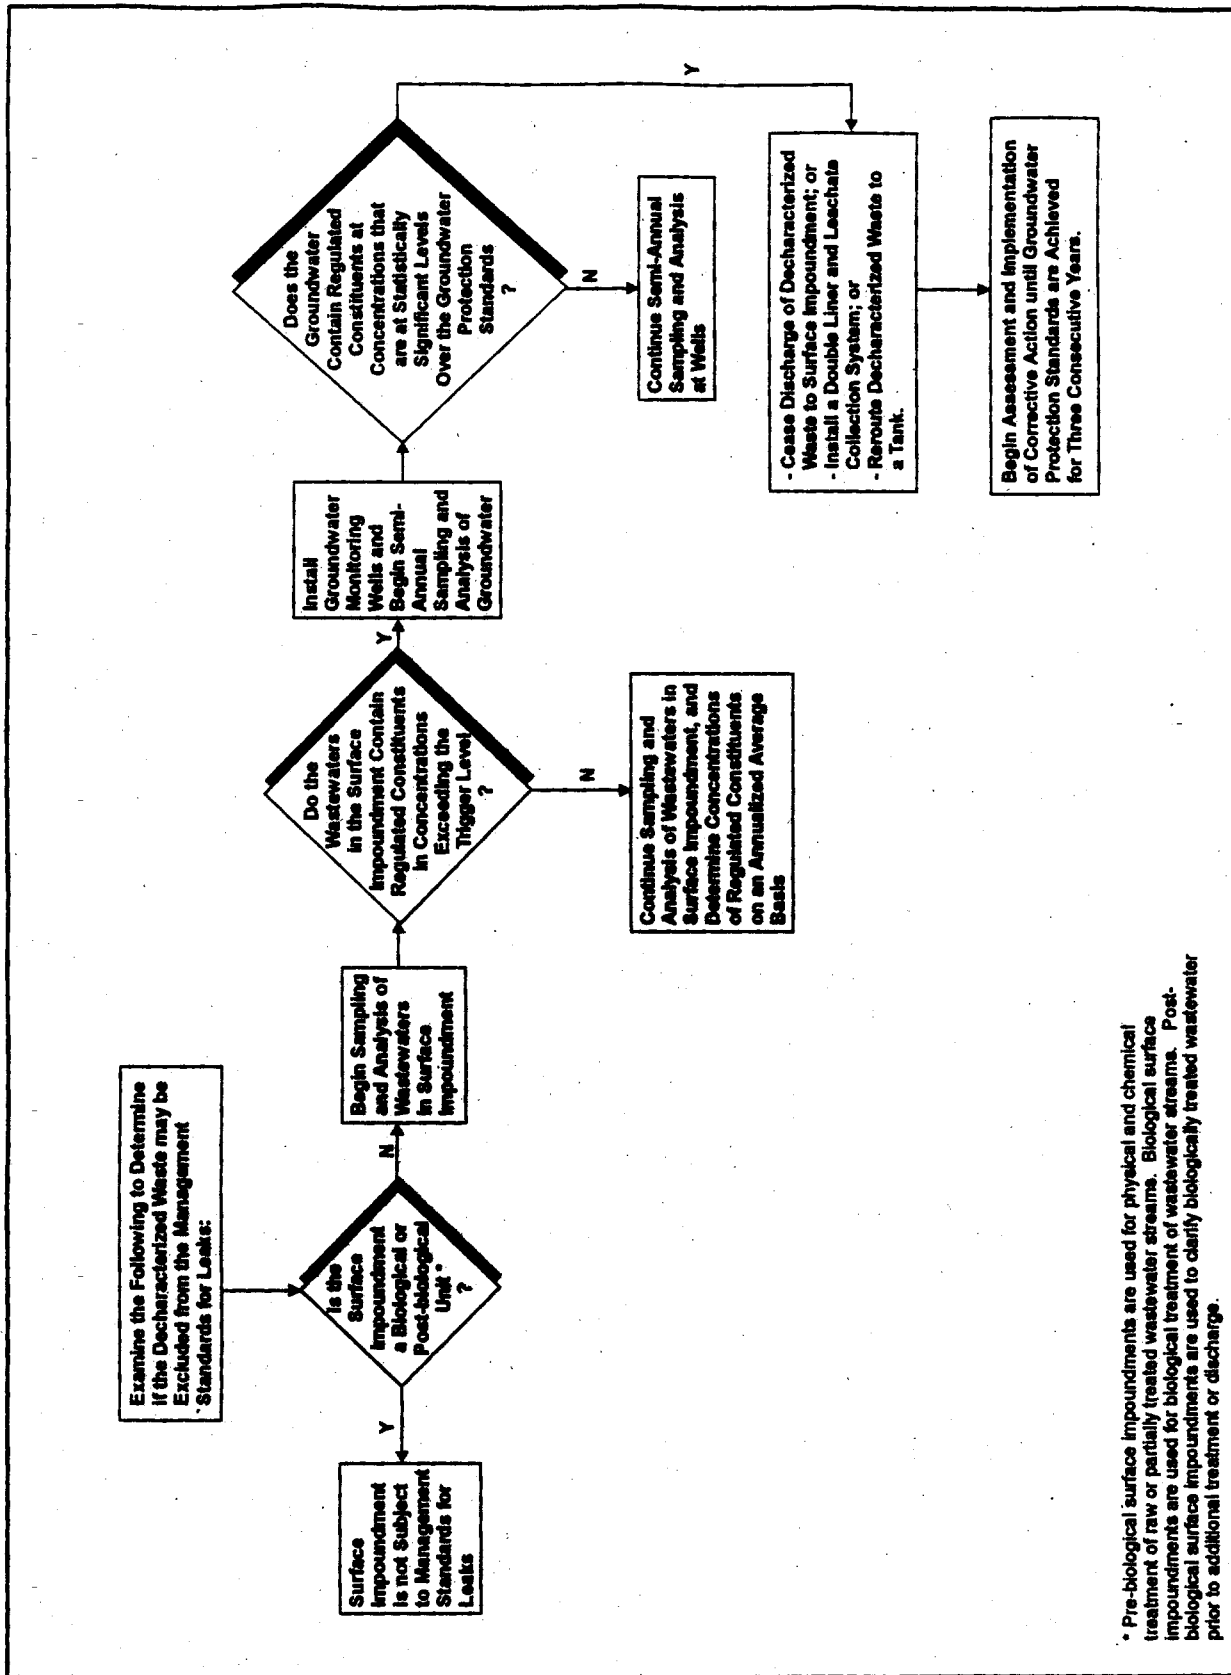 Examine the Following to Determine
if the Decharacterized Waste may be
Excluded from the Management
Standards for Leaks:
Surface
Impoundment
is not Subject
to Management
Standards for
Leaks
Y
Is the
Surface
Impoundment
a Biological or
Post-biological
Unit *
?
N
Begin Sampling
and Analysis of
Wastewaters
in Surface
Impoundment
Do the
Wastewaters
in the Surface
Impoundment Contain
Regulated Constituents
in Concentrations
Exceeding the
Trigger Level
?
Y
N
Continue Sampling and
Analysis of Wastewaters in
Surface Impoundment, and
Determine Concentrations
of Regulated Constituents
on an Annualized Average
Basis
Install
Groundwater
Monitoring
Wells and
Begin Semi-
Annual
Sampling and
Analysis of
Groundwater
Does the
Groundwater
Contain Regulated
Constituents at
Concentrations that
are at Statistically
Significant Levels
Over the Groundwater
Protection
Standards
?
N
Continue Semi-Annual
Sampling and Analysis
at Wells
Y
- Cease Discharge of Decharacterized
Waste to Surface Impoundment; or
- Install a Double Liner and Leachate
Collection System; or
- Reroute Decharacterized Waste to
a Tank.
Begin Assessment and Implementation
of Corrective Action until Groundwater
Protection Standards are Achieved
for Three Consecutive Years.
* Pre-biological surface impoundments are used for physical and chemical
treatment of raw or partially treated wastewater streams. Biological surface
impoundments are used for biological treatment of wastewater streams. Post-
biological surface impoundments are used to clarify biologically treated wastewater
prior to additional treatment or discharge.